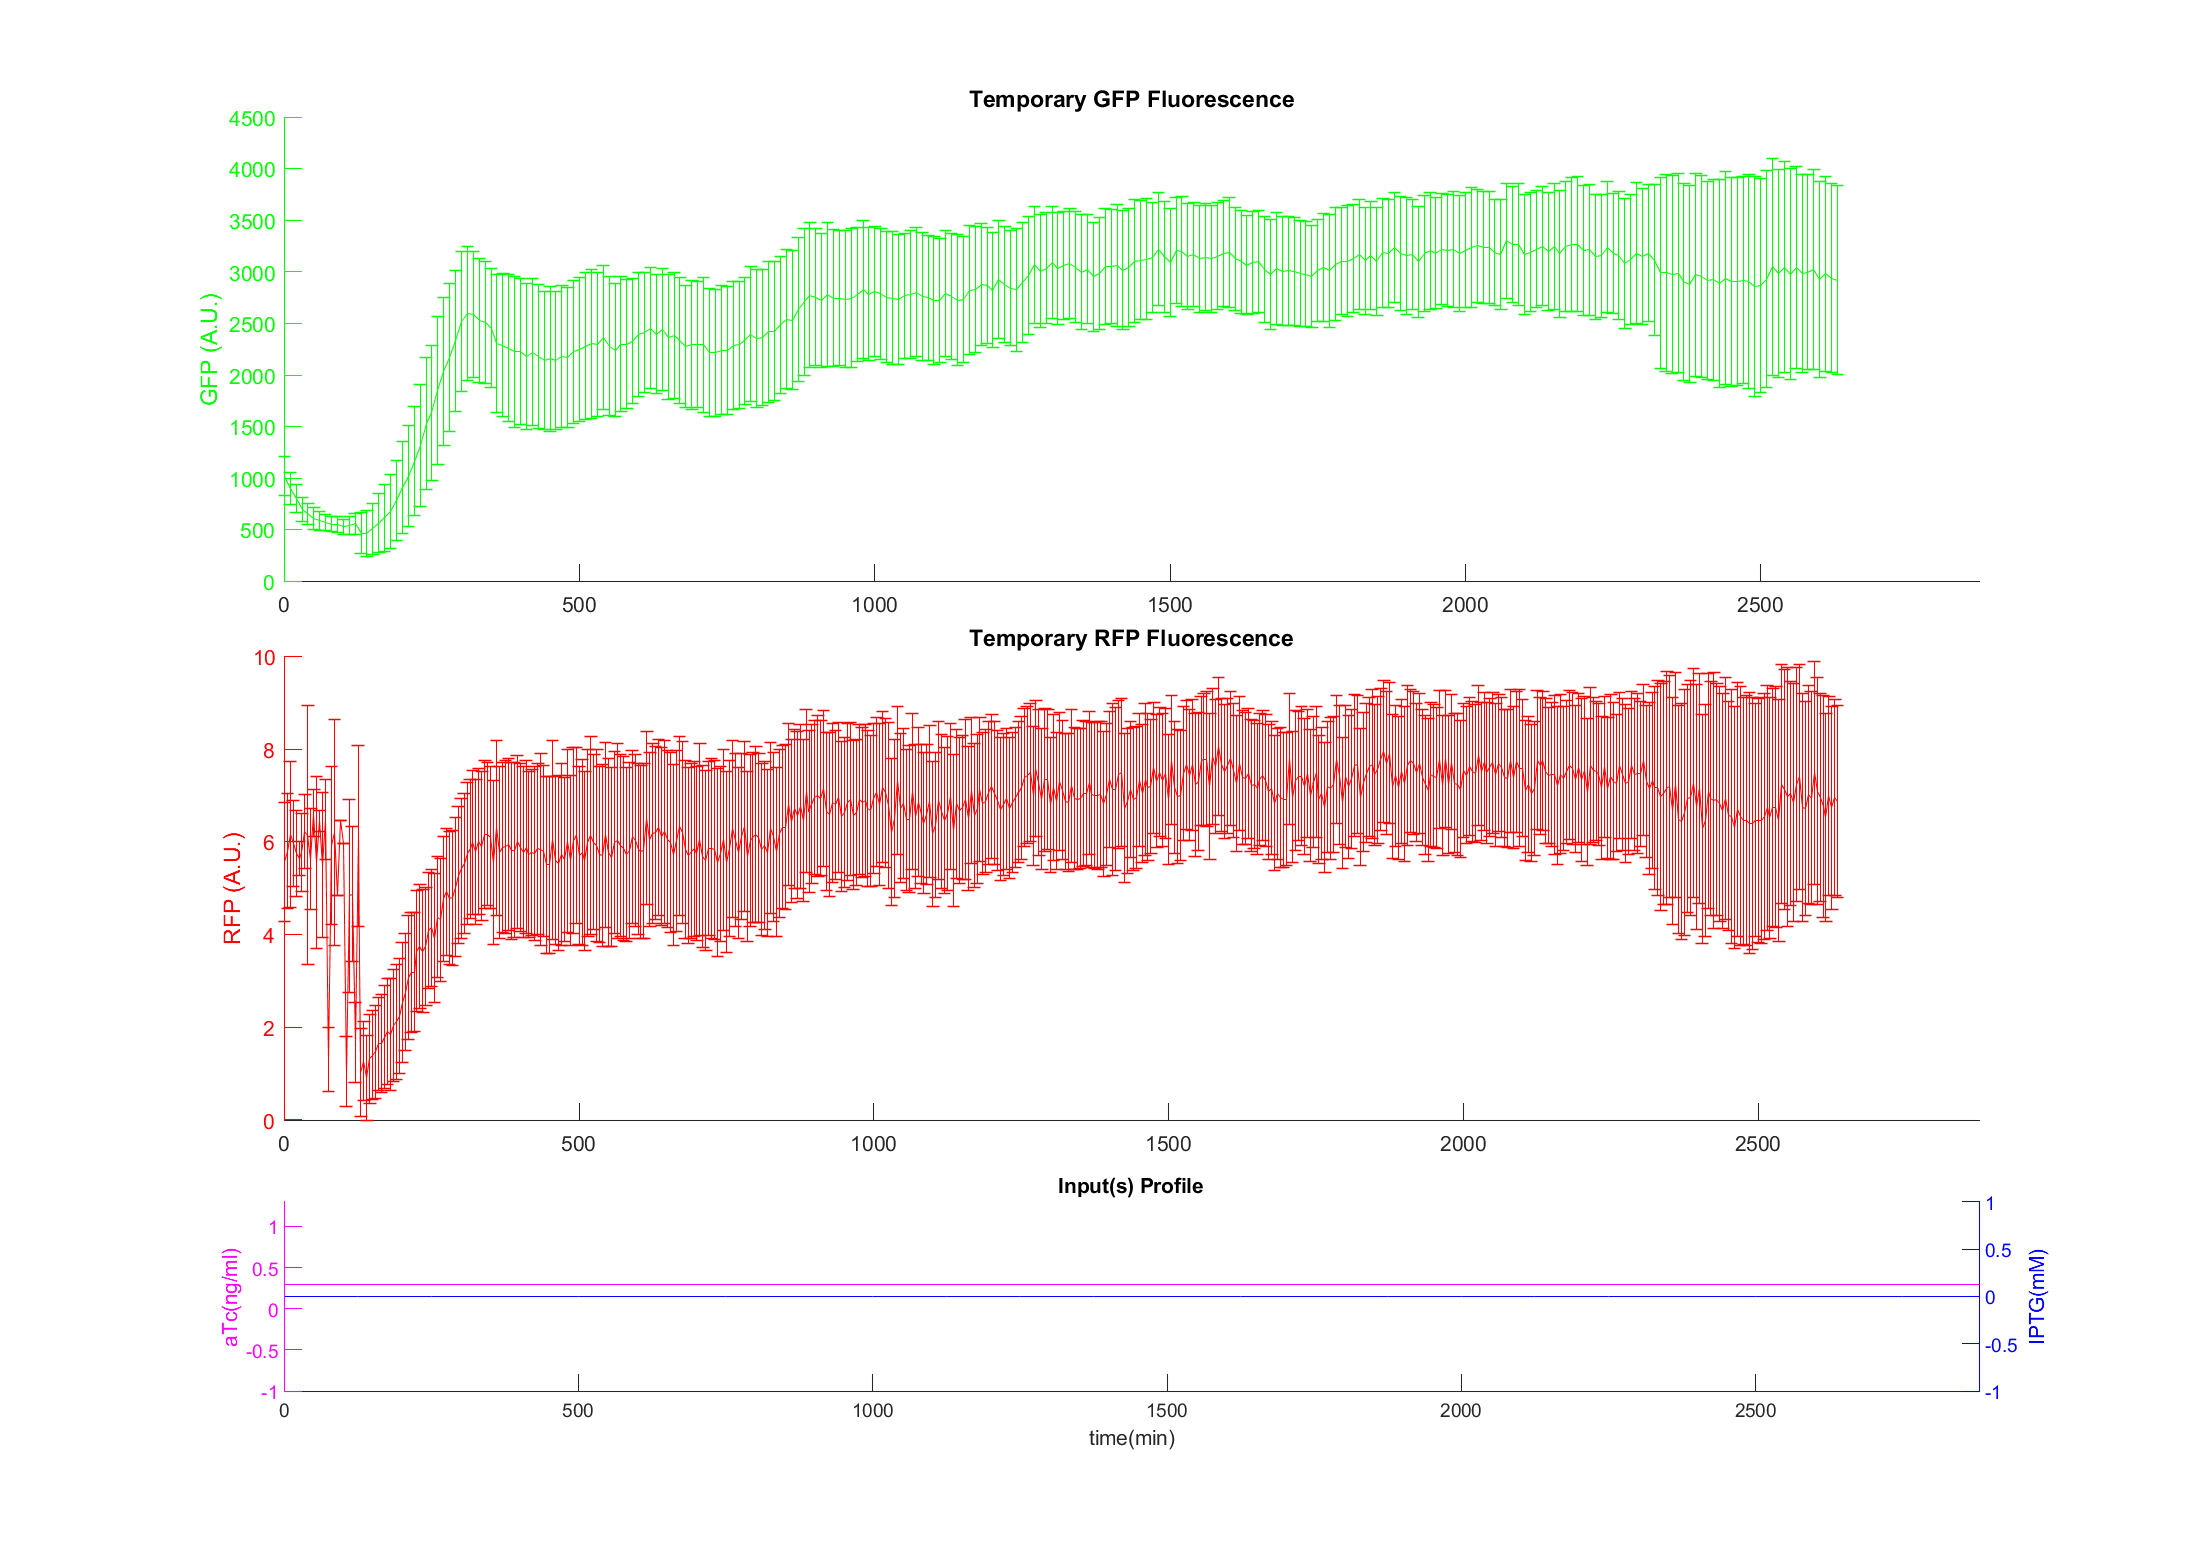 Temporary GFP Fluorescence
4500
4000
3500
3000
2500
2000
1500
1000
500
0
GFP (A.U.)
0 500 1000 1500 2000 2500
Temporary RFP Fluorescence
10
8
6
4
2
0
RFP (A.U.)
0 500 1000 1500 2000 2500
Input(s) Profile
1
0.5
0
-0.5
-1
aTc(ng/ml)
1
0.5
0
-0.5
-1
IPTG(mM)
0 500 1000 1500 2000 2500
time(min)